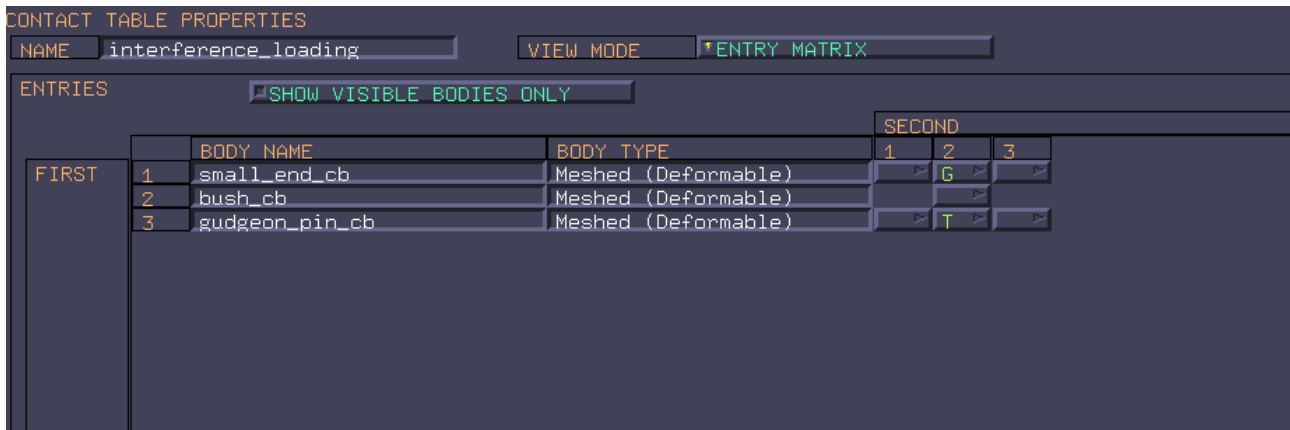 CONTACT TABLE PROPERTIES
NAME interference_loading VIEW MODE ENTRY MATRIX
ENTRIES SHOW VISIBLE BODIES ONLY
SECOND
BODY NAME BODY TYPE 1 2 3
FIRST 1 small_end_cb Meshed (Deformable) G
2 bush_cb Meshed (Deformable)
3 gudgeon_pin_cb Meshed (Deformable) T